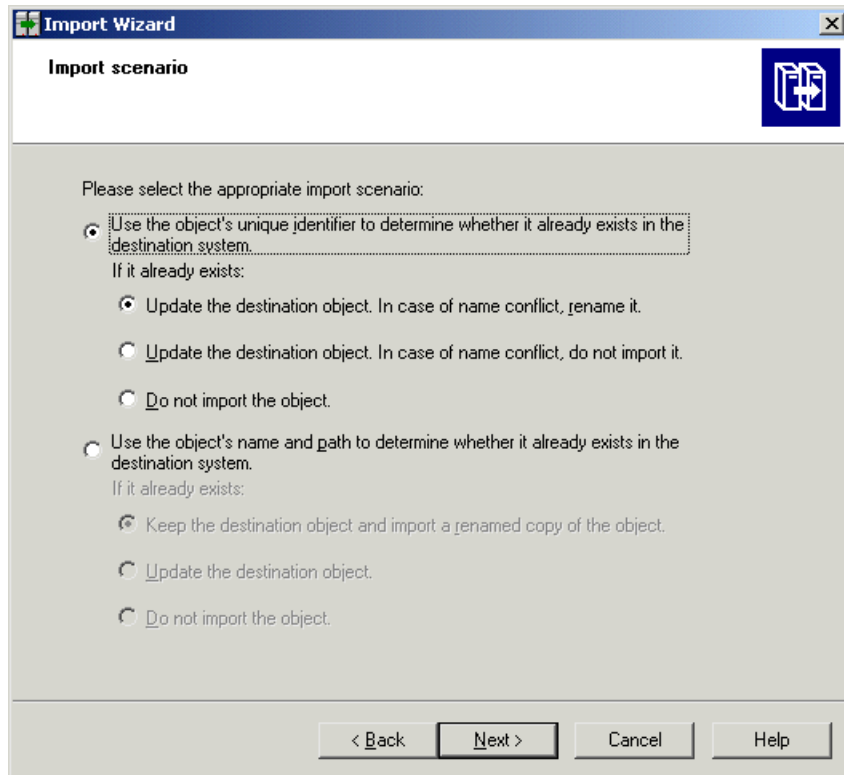 Import Wizard
Import scenario
Please select the appropriate import scenario:
Use the object's unique identifier to determine whether it already exists in the
destination system.
If it already exists:
Update the destination object. In case of name conflict, rename it.
Update the destination object. In case of name conflict, do not import it.
Do not import the object.
Use the object's name and path to determine whether it already exists in the
destination system.
If it already exists:
Keep the destination object and import a renamed copy of the object.
Update the destination object.
Do not import the object.
< Back Next > Cancel Help